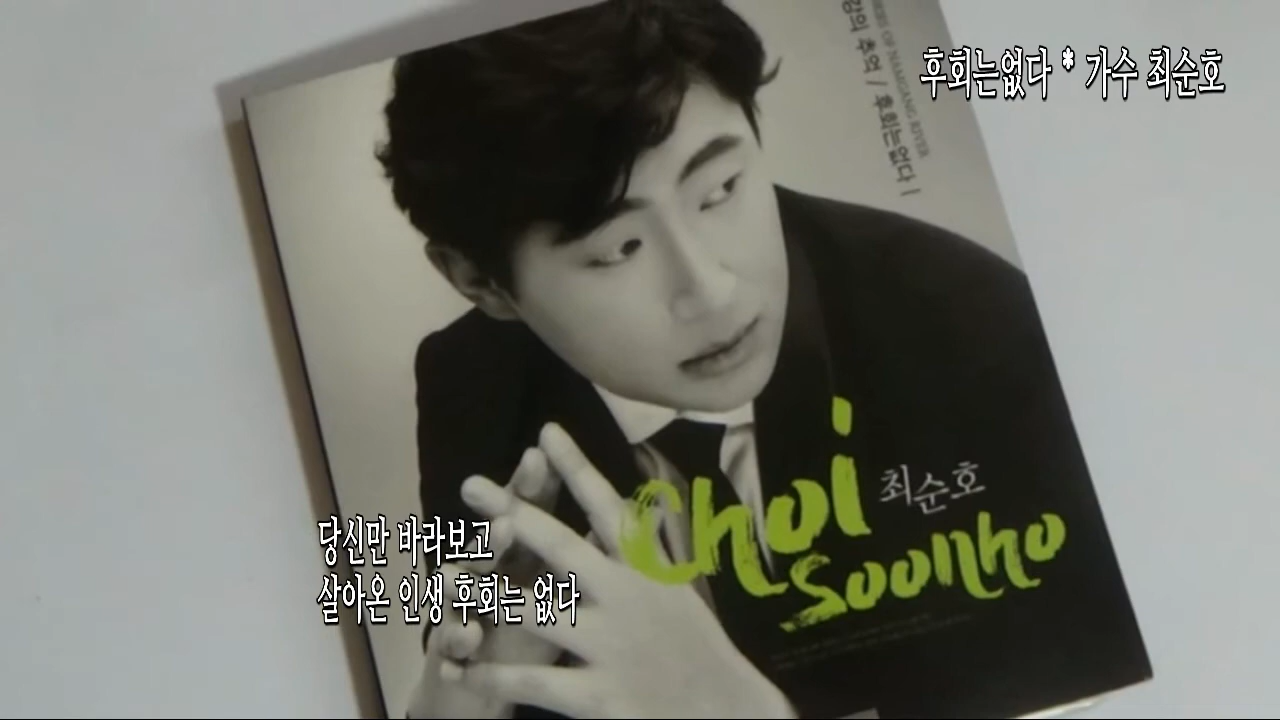 후회는없다 * 가수 최순호
강의 추억 / 후회는없다 |
choi
최순호
soonho
당신만 바라보고
살아온 인생 후회는 없다